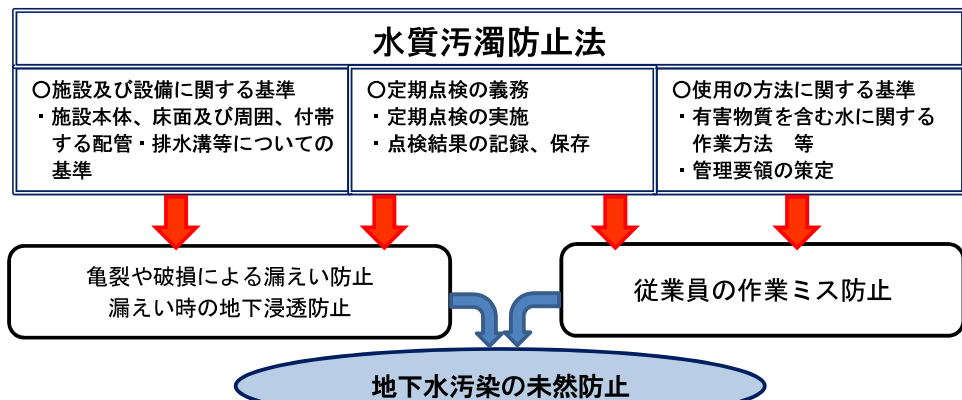 水質汚濁防止法
○施設及び設備に関する基準
・施設本体、床面及び周囲、付帯
する配管・排水溝等についての
基準
○定期点検の義務
・定期点検の実施
・点検結果の記録、保存
○使用の方法に関する基準
・有害物質を含む水に関する
作業方法　等
・管理要領の策定
亀裂や破損による漏えい防止
漏えい時の地下浸透防止
従業員の作業ミス防止
地下水汚染の未然防止